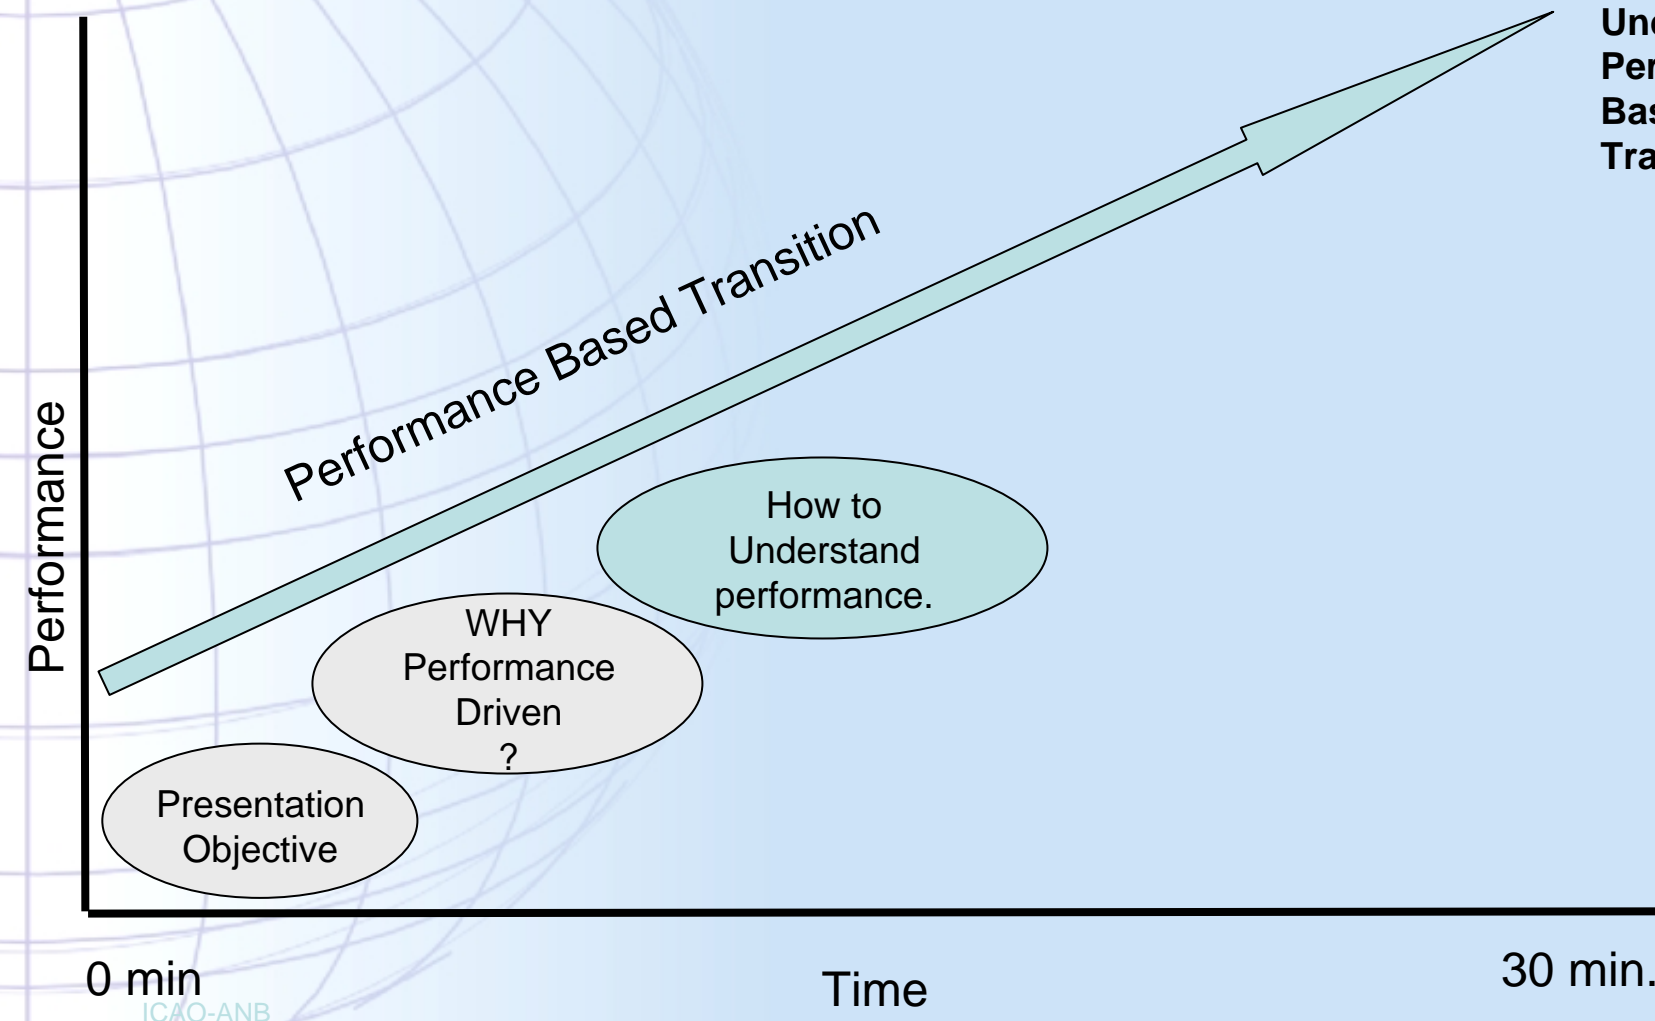 Performance Based Transition
Performance
How to
Understand
performance.
WHY
Performance
Driven
?
Presentation
Objective
0 min
Time
30 min.
ICAO-ANB